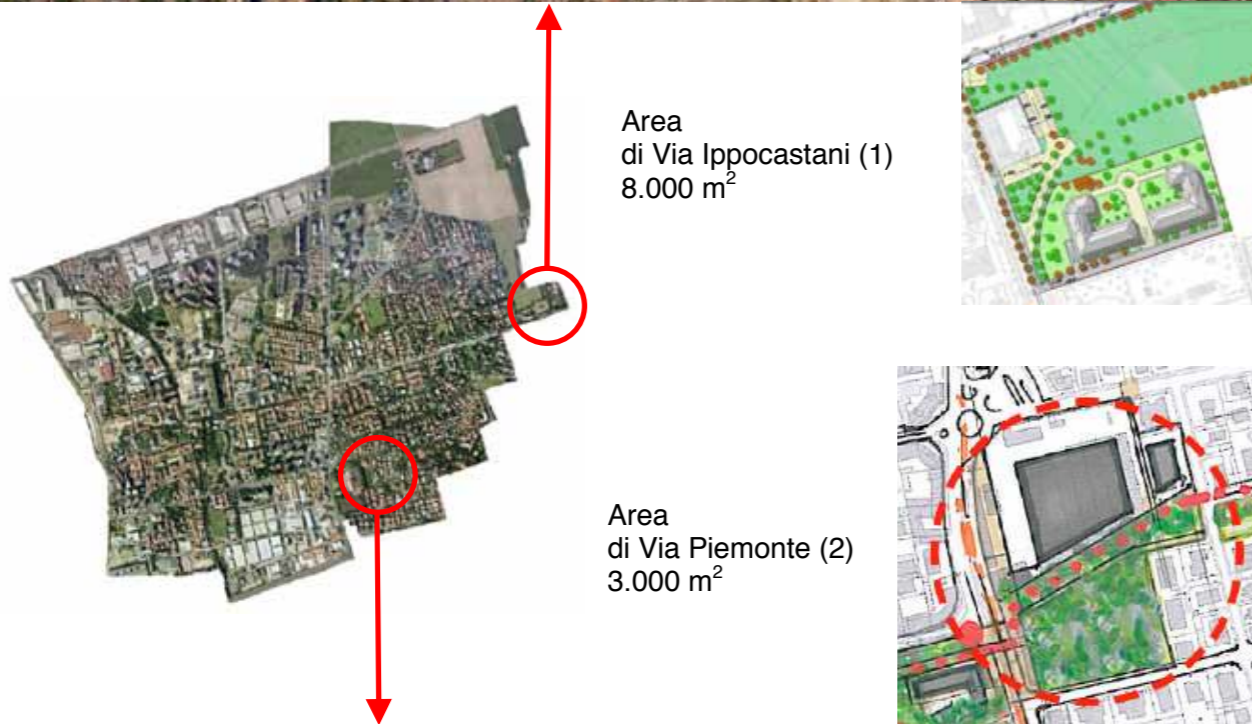 Area
di Via Ippocastani (1)
8.000 m²
Area
di Via Piemonte (2)
3.000 m²